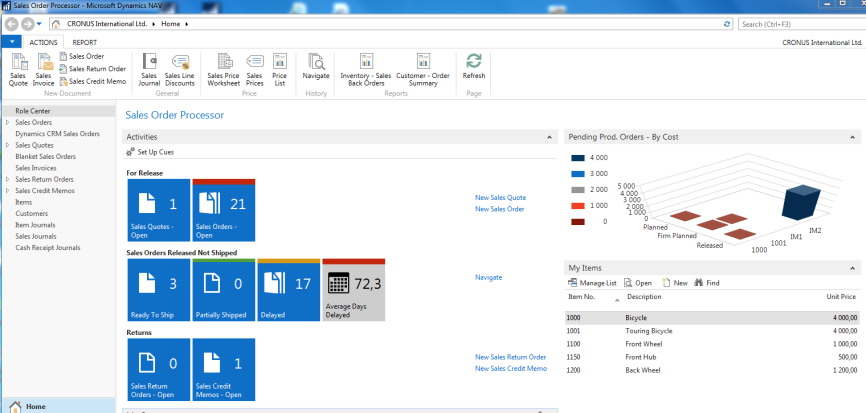 Sales Order Processor - Microsoft Dynamics NAV
CRONUS International Ltd. ▸ Home ▸
Search (Ctrl+F3)
ACTIONS REPORT
CRONUS International Ltd.
Sales Quote
Sales Invoice
Sales Order
Sales Return Order
Sales Credit Memo
New Document
Sales Journal
Sales Line Discounts
General
Sales Price Worksheet
Sales Prices
Price List
Price
Navigate
History
Inventory - Sales Back Orders
Customer - Order Summary
Reports
Refresh
Page
Role Center
Sales Orders
Dynamics CRM Sales Orders
Sales Quotes
Blanket Sales Orders
Sales Invoices
Sales Return Orders
Sales Credit Memos
Items
Customers
Item Journals
Sales Journals
Cash Receipt Journals
Home
Sales Order Processor
Activities
Set Up Cues
For Release
1
Sales Quotes - Open
21
Sales Orders - Open
New Sales Quote
New Sales Order
Sales Orders Released Not Shipped
3
Ready To Ship
0
Partially Shipped
17
Delayed
72,3
Average Days Delayed
Navigate
Returns
0
Sales Return Orders - Open
1
Sales Credit Memos - Open
New Sales Return Order
New Sales Credit Memo
Pending Prod. Orders - By Cost
4 000
3 000
2 000
1 000
0
5 000
4 000
3 000
2 000
1 000
0
Planned
Firm Planned
Released
1000
1001
IM1
IM2
My Items
Manage List Open New Find
Item No. Description Unit Price
1000 Bicycle 4 000,00
1001 Touring Bicycle 4 000,00
1100 Front Wheel 1 000,00
1150 Front Hub 500,00
1200 Back Wheel 1 200,00